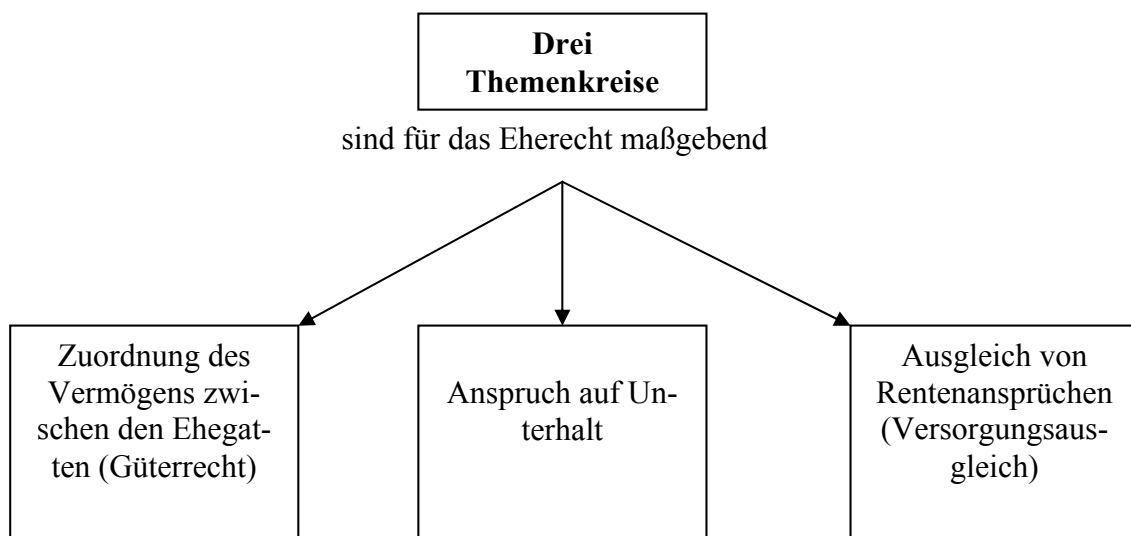 Drei
Themenkreise
sind für das Eherecht maßgebend
Zuordnung des
Vermögens zwi-
schen den Ehegat-
ten (Güterrecht)
Anspruch auf Un-
terhalt
Ausgleich von
Rentenansprüchen
(Versorgungsaus-
gleich)